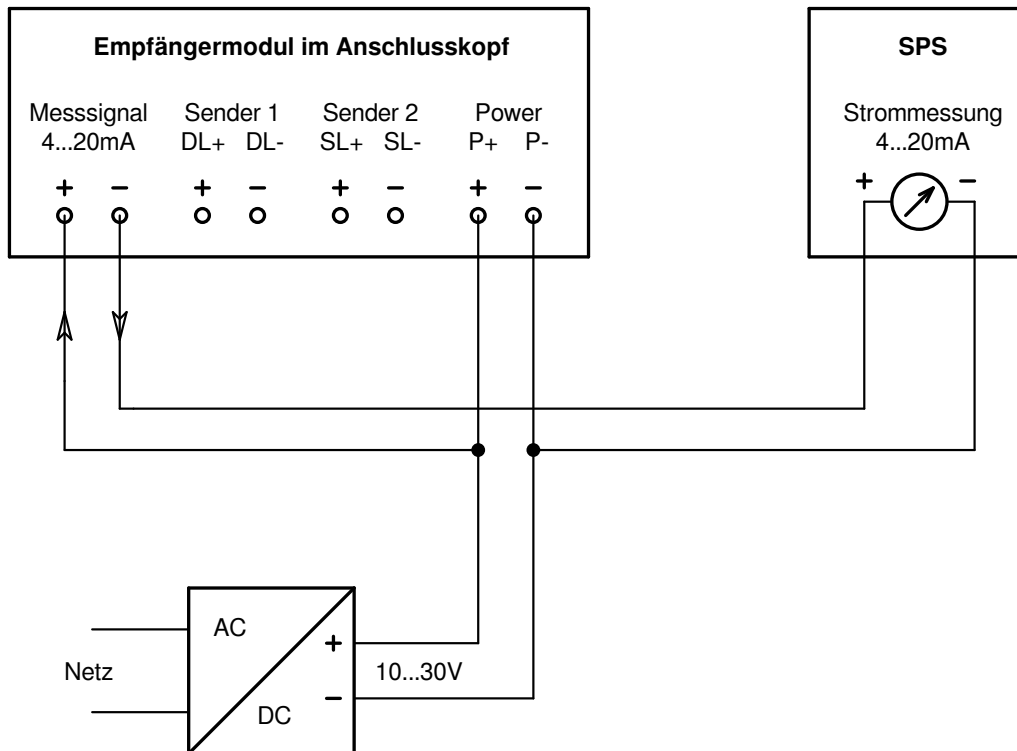 Empfängermodul im Anschlusskopf
SPS
Messsignal Sender 1 Sender 2 Power
4...20mA DL+ DL- SL+ SL- P+ P-
+ − + − + − + −
Strommessung
4...20mA
+ −
AC
+
Netz
10...30V
−
DC